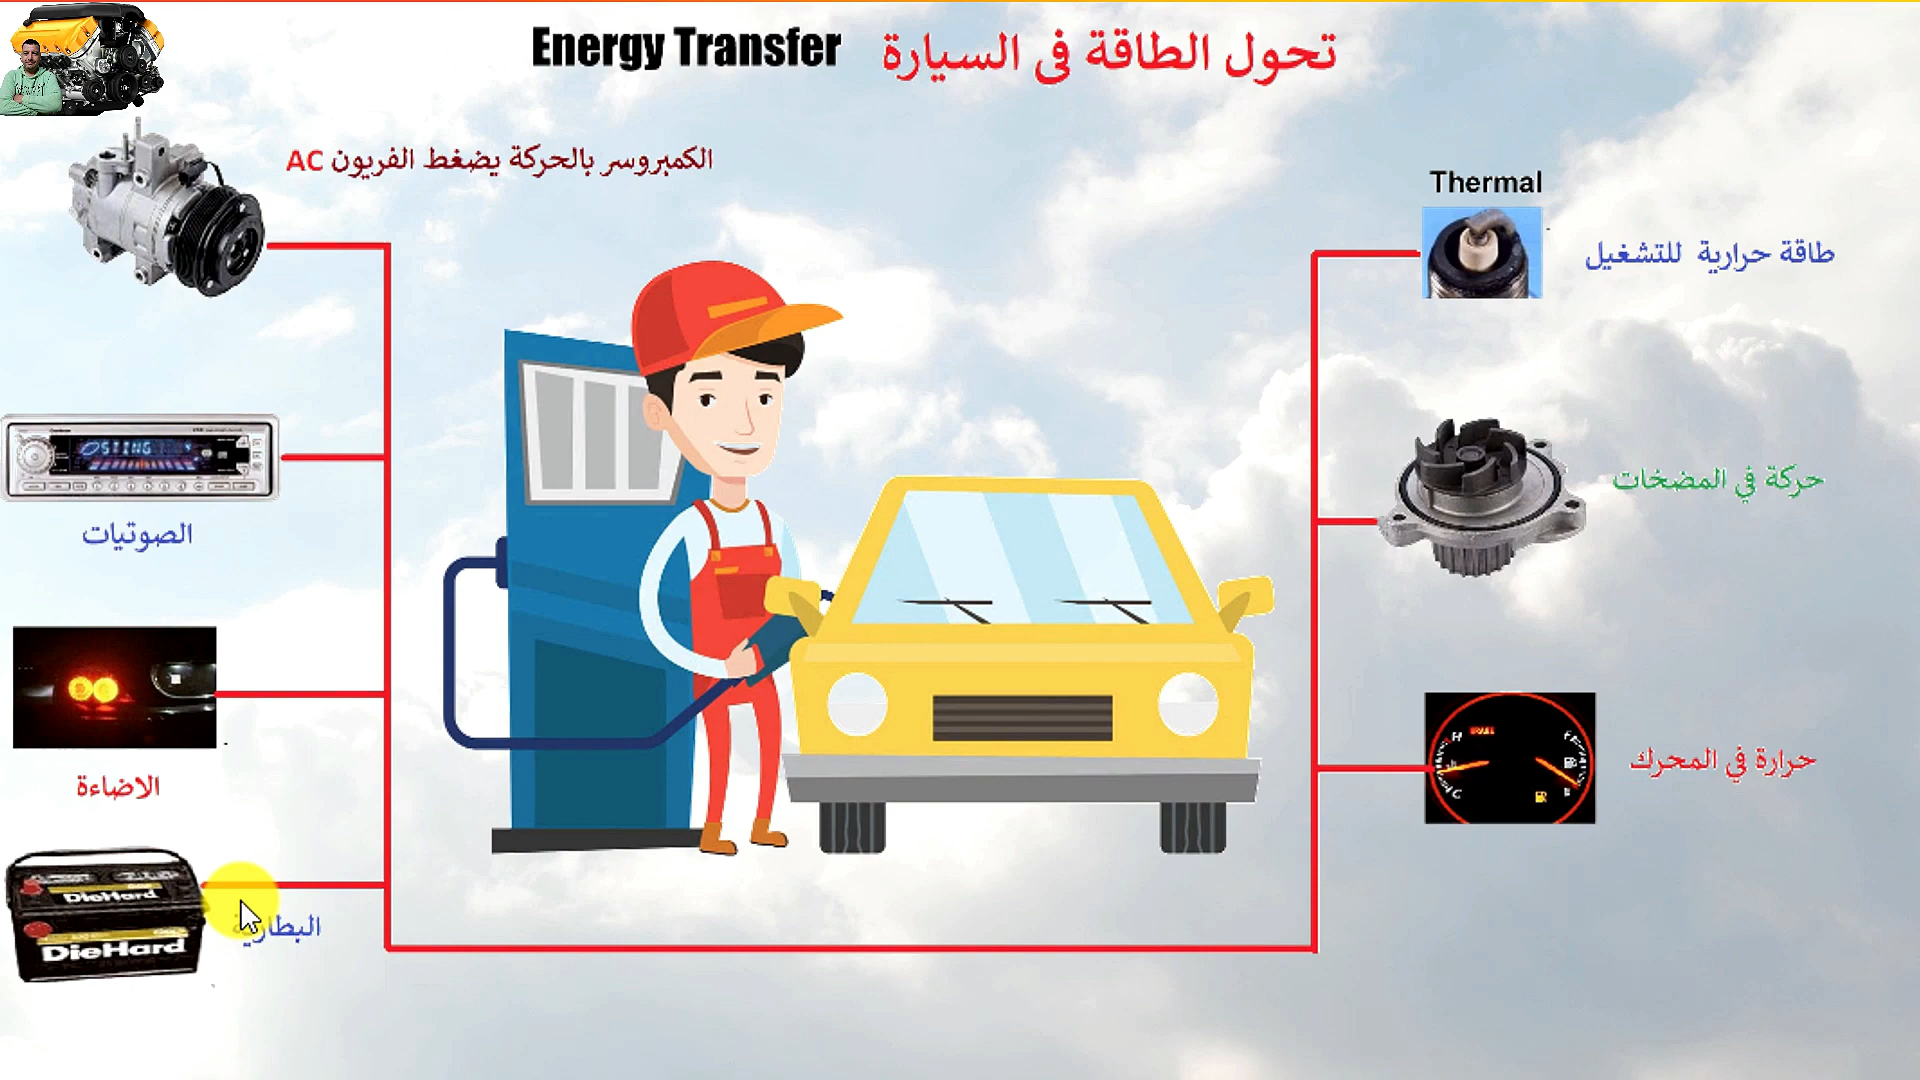 Energy Transfer تحول الطاقة فى السيارة
الكمبروسر بالحركة يضغط الفريون AC
Thermal
طاقة حرارية للتشغيل
OSTING
حركة في المضخات
الصوتيات
حرارة في المحرك
H
C
F
الاضاءة
DieHard
DieHard
البطارية